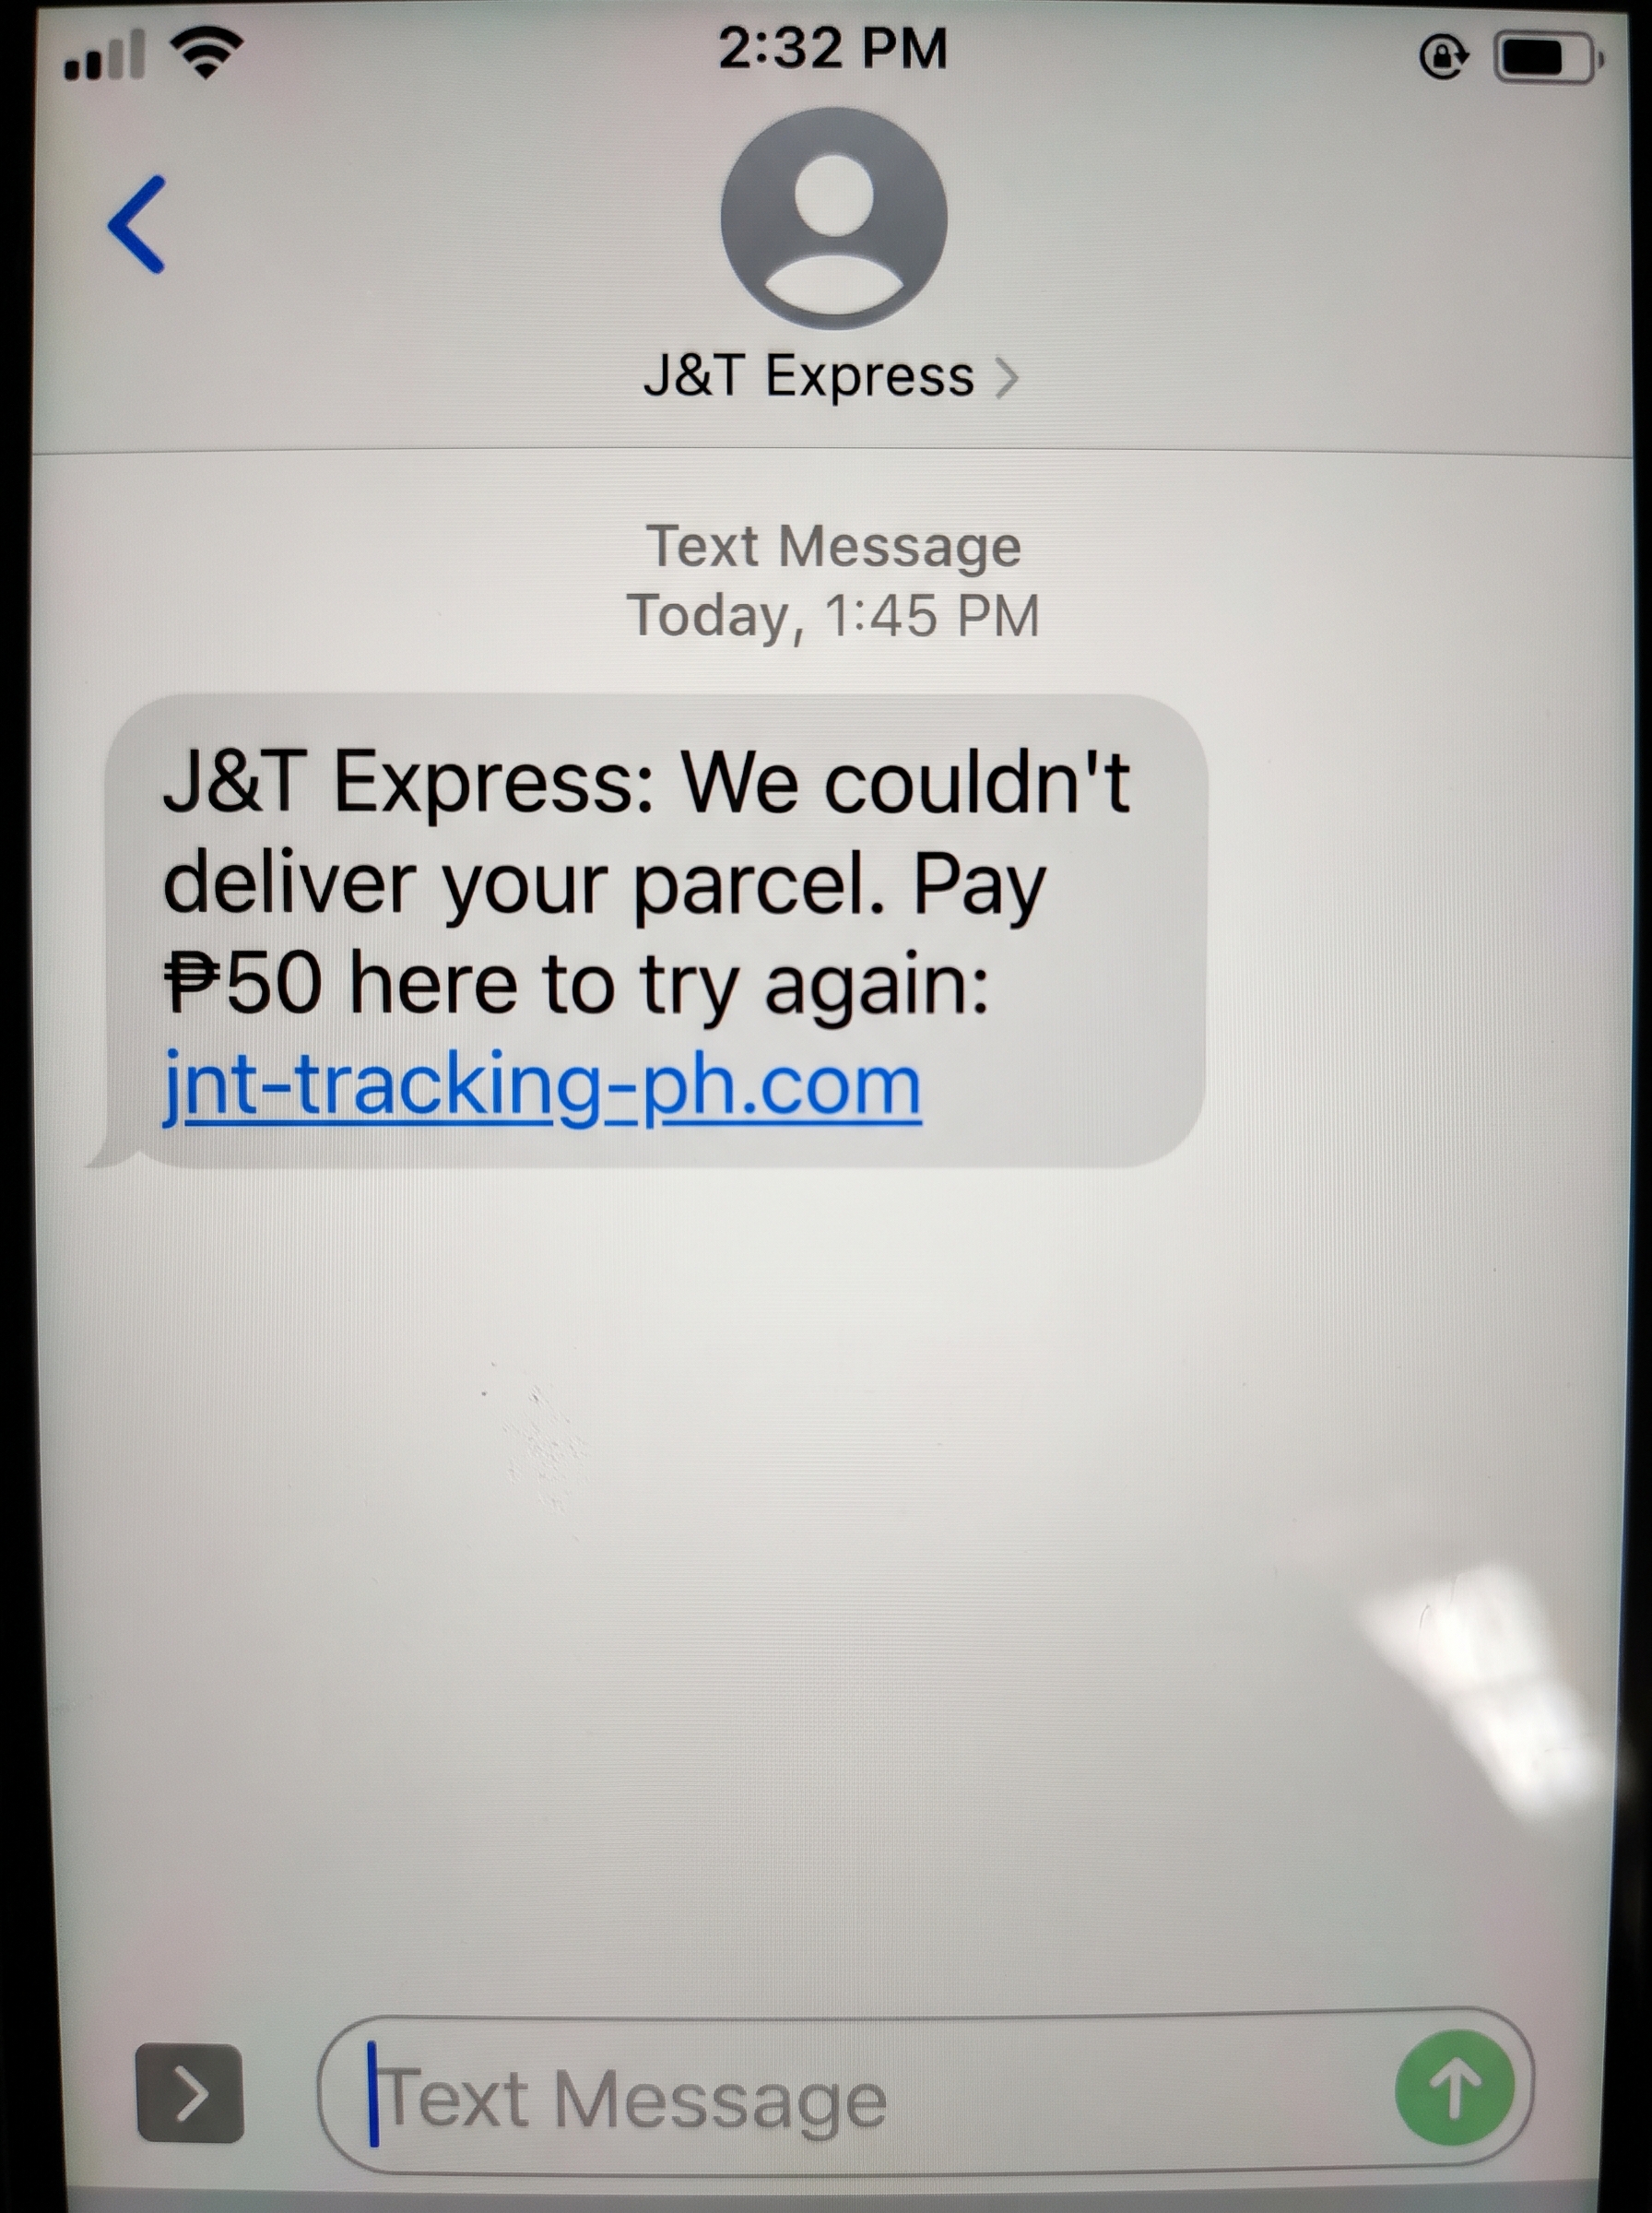 2:32 PM
J&T Express
Text Message
Today, 1:45 PM
J&T Express: We couldn't
deliver your parcel. Pay
₱50 here to try again:
jnt-tracking-ph.com
Text Message